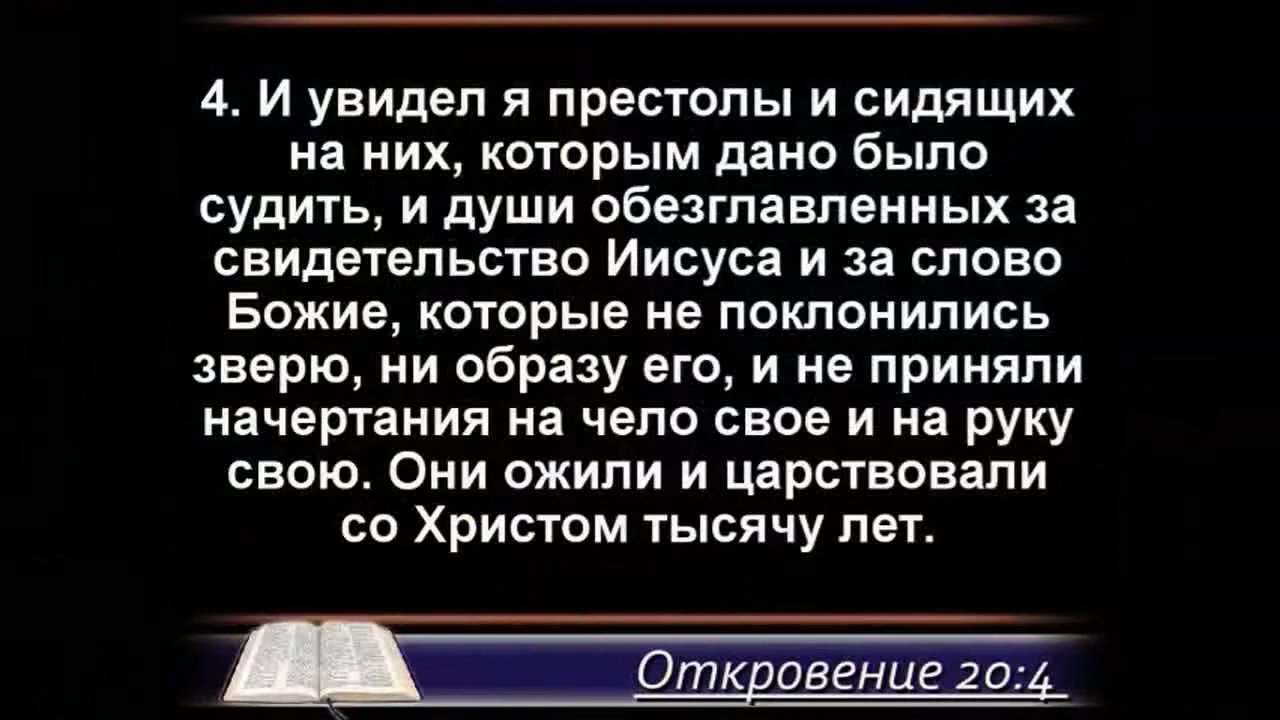 4. И увидел я престолы и сидящих
на них, которым дано было
судить, и души обезглавленных за
свидетельство Иисуса и за слово
Божие, которые не поклонились
зверю, ни образу его, и не приняли
начертания на чело свое и на руку
свою. Они ожили и царствовали
со Христом тысячу лет.
Откровение 20:4